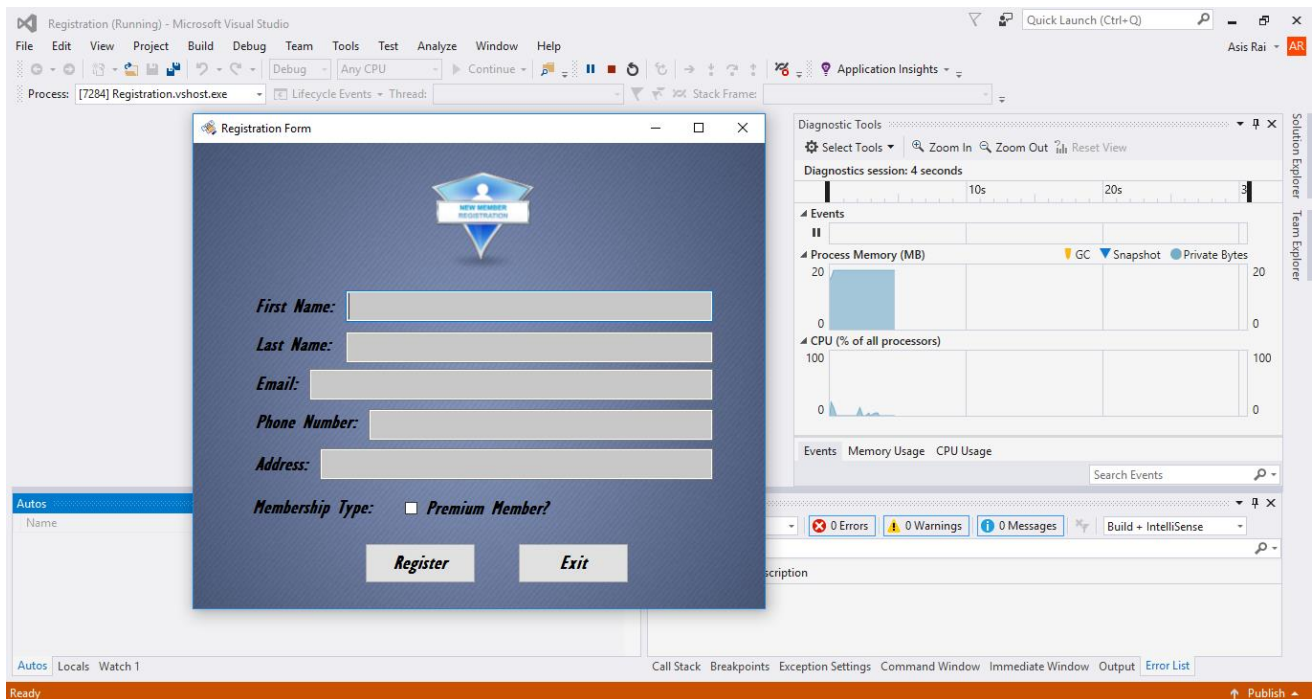 Registration (Running) - Microsoft Visual Studio
Quick Launch (Ctrl+Q)
File Edit View Project Build Debug Team Tools Test Analyze Window Help
Asis Rai AR
Debug Any CPU Continue Application Insights
Process: [7284] Registration.vshost.exe Lifecycle Events Thread: Stack Frame:
Registration Form
NEW MEMBER
REGISTRATION
First Name:
Last Name:
Email:
Phone Number:
Address:
Membership Type: Premium Member?
Register Exit
Diagnostic Tools
Select Tools Zoom In Zoom Out Reset View
Diagnostics session: 4 seconds
10s 20s 3
Events
Process Memory (MB) GC Snapshot Private Bytes
20 20
0 0
CPU (% of all processors)
100 100
0 0
Events Memory Usage CPU Usage
Search Events
Solution Explorer
Team Explorer
Autos
Name
0 Errors 0 Warnings 0 Messages Build + IntelliSense
scription
Autos Locals Watch 1
Call Stack Breakpoints Exception Settings Command Window Immediate Window Output Error List
Ready
Publish